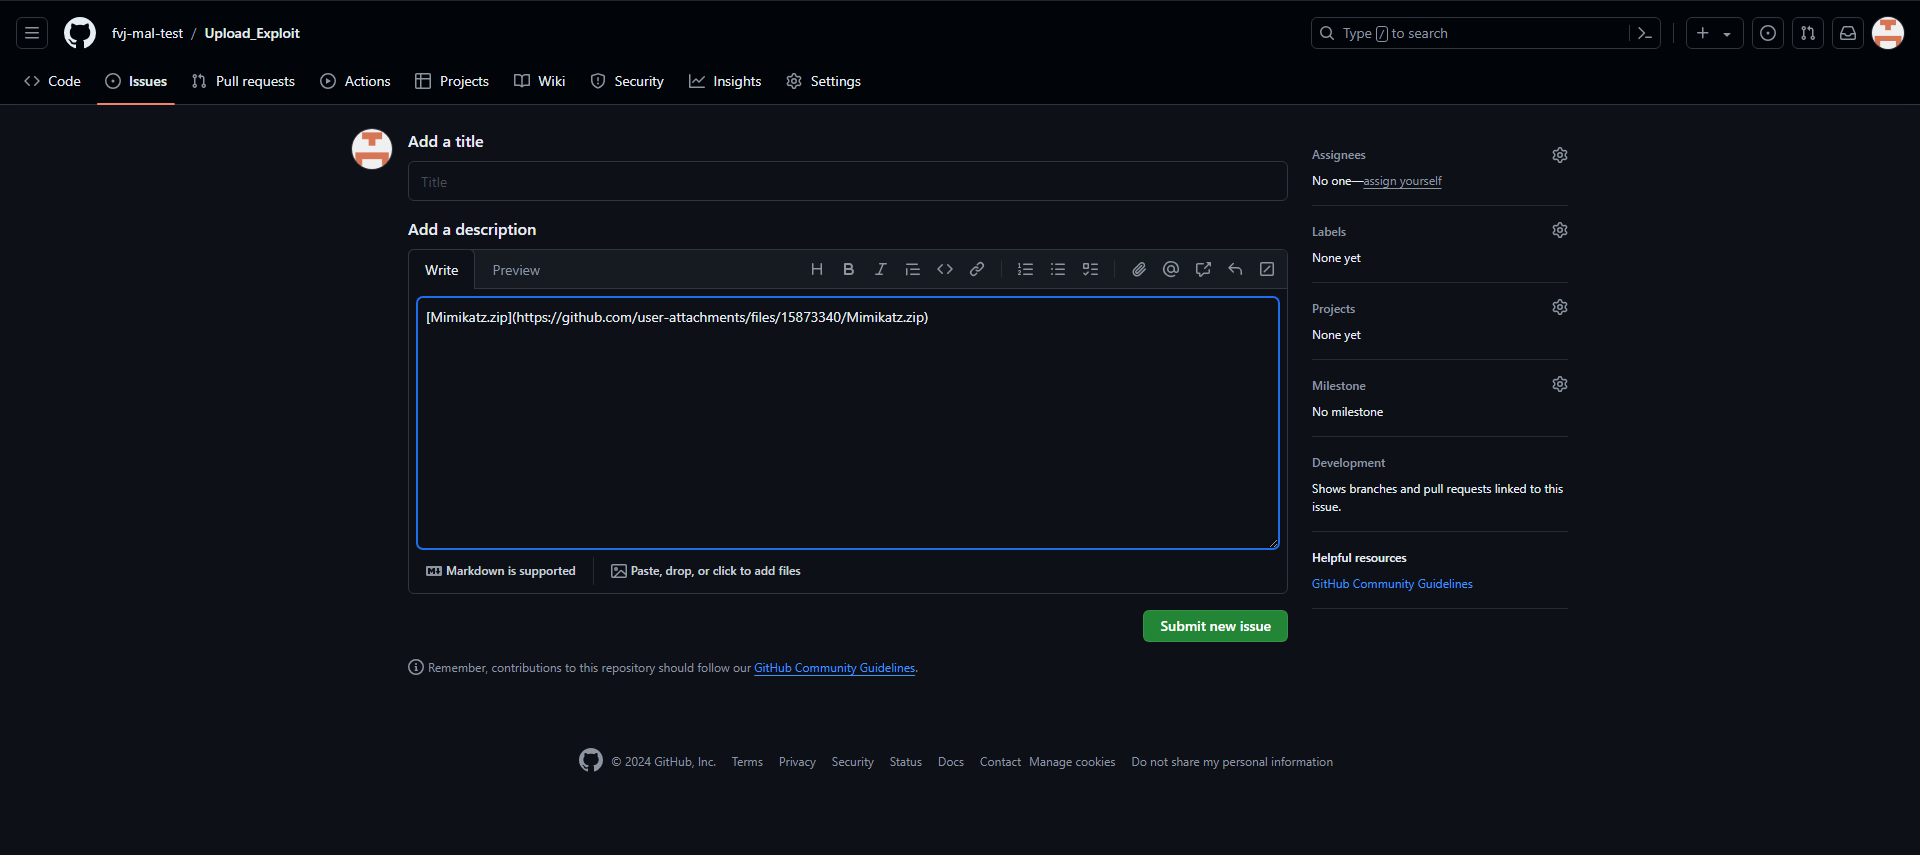 fvj-mal-test / Upload_Exploit
Type / to search
Code Issues Pull requests Actions Projects Wiki Security Insights Settings
Add a title
Title
Add a description
Write Preview
[Mimikatz.zip](https://github.com/user-attachments/files/15873340/Mimikatz.zip)
Markdown is supported
Paste, drop, or click to add files
Submit new issue
Remember, contributions to this repository should follow our GitHub Community Guidelines.
Assignees
No one—assign yourself
Labels
None yet
Projects
None yet
Milestone
No milestone
Development
Shows branches and pull requests linked to this
issue.
Helpful resources
GitHub Community Guidelines
© 2024 GitHub, Inc. Terms Privacy Security Status Docs Contact Manage cookies Do not share my personal information